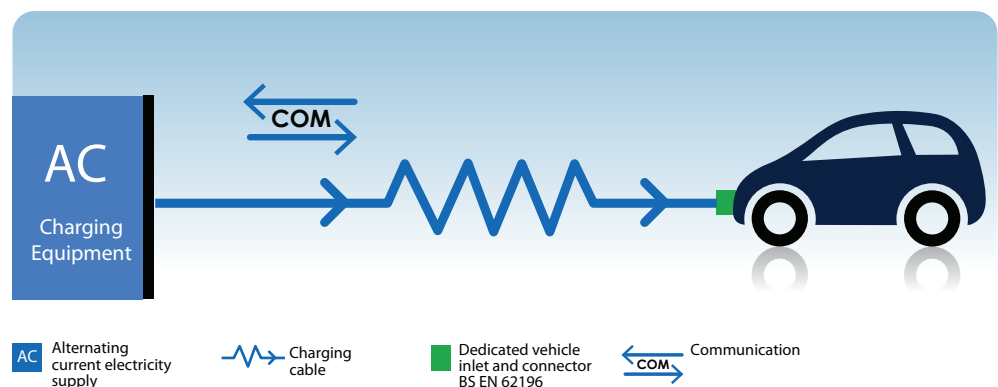 COM
AC
Charging
Equipment
AC
Alternating
current electricity
supply
Charging
cable
Dedicated vehicle
inlet and connector
BS EN 62196
COM
Communication